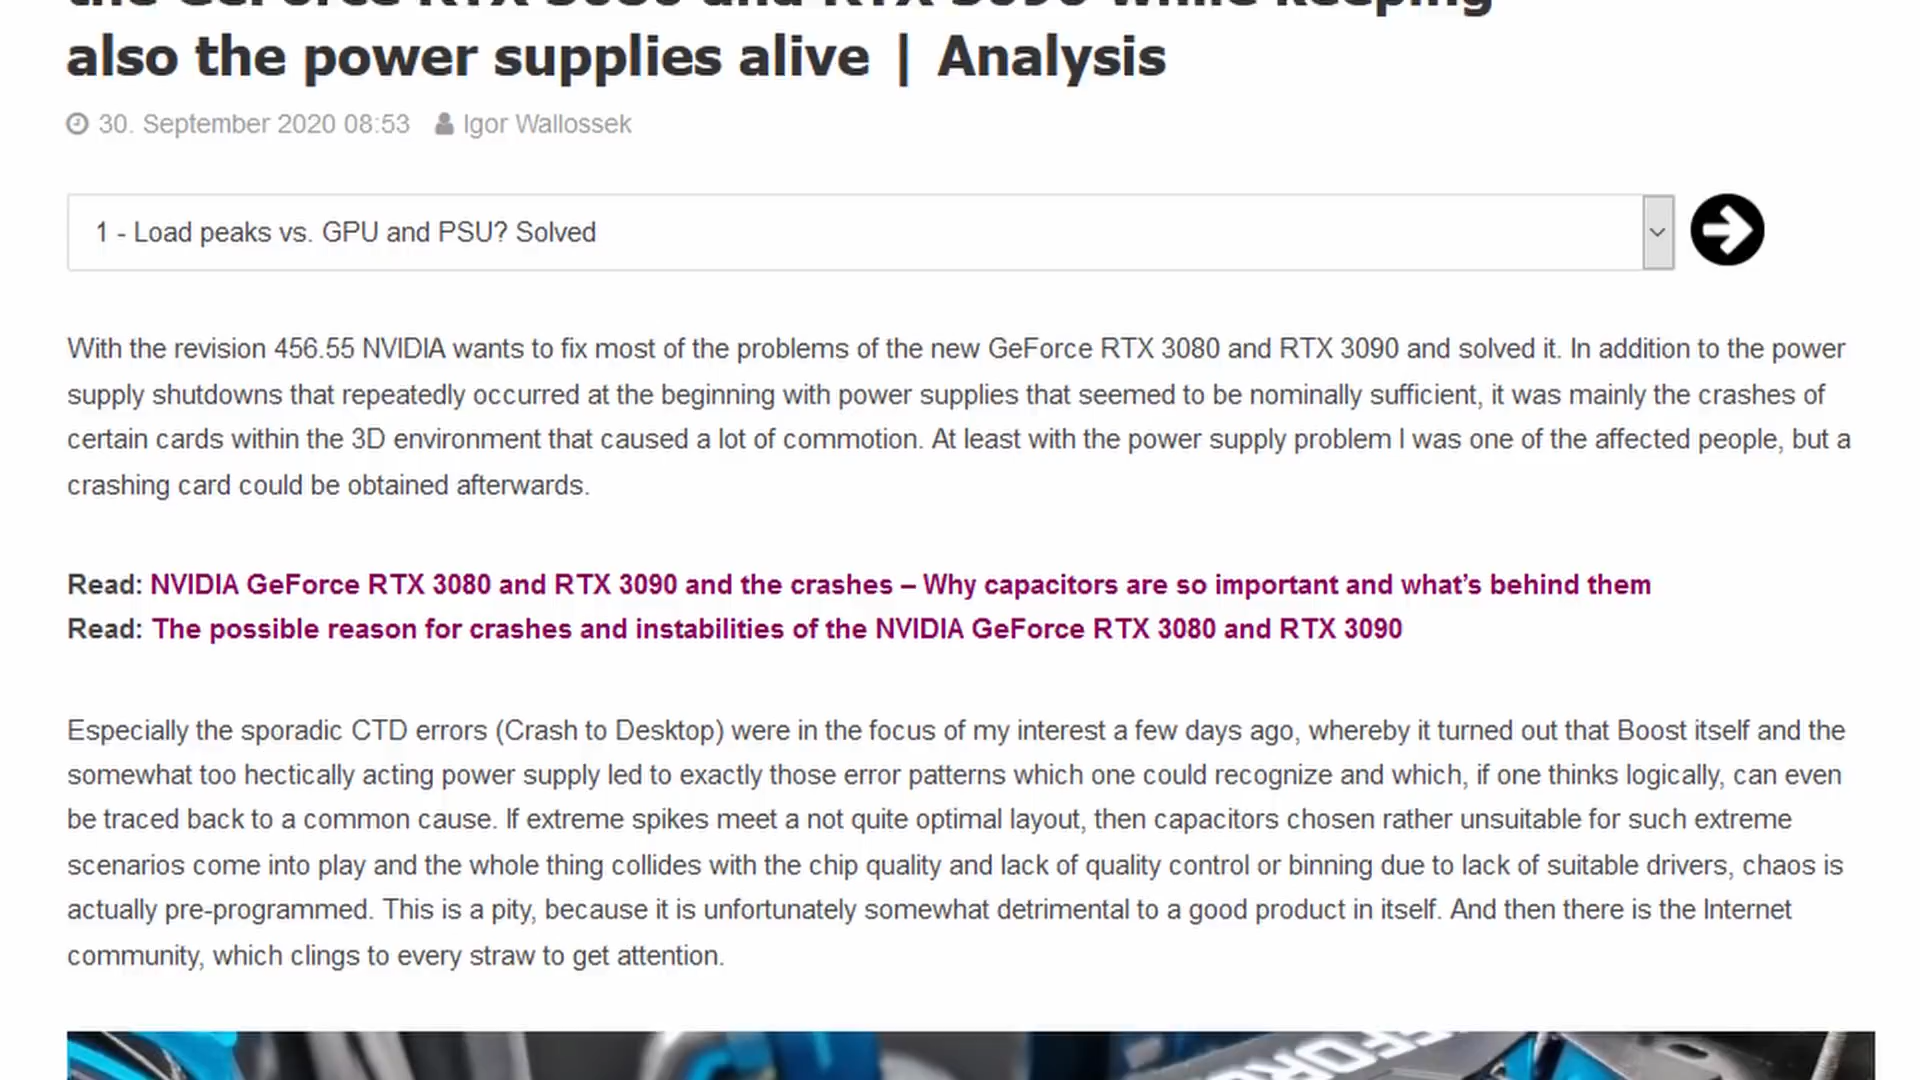 the GeForce RTX 3080 and RTX 3090 while keeping
also the power supplies alive | Analysis
30. September 2020 08:53 Igor Wallossek
1 - Load peaks vs. GPU and PSU? Solved
With the revision 456.55 NVIDIA wants to fix most of the problems of the new GeForce RTX 3080 and RTX 3090 and solved it. In addition to the power
supply shutdowns that repeatedly occurred at the beginning with power supplies that seemed to be nominally sufficient, it was mainly the crashes of
certain cards within the 3D environment that caused a lot of commotion. At least with the power supply problem I was one of the affected people, but a
crashing card could be obtained afterwards.
Read: NVIDIA GeForce RTX 3080 and RTX 3090 and the crashes – Why capacitors are so important and what’s behind them
Read: The possible reason for crashes and instabilities of the NVIDIA GeForce RTX 3080 and RTX 3090
Especially the sporadic CTD errors (Crash to Desktop) were in the focus of my interest a few days ago, whereby it turned out that Boost itself and the
somewhat too hectically acting power supply led to exactly those error patterns which one could recognize and which, if one thinks logically, can even
be traced back to a common cause. If extreme spikes meet a not quite optimal layout, then capacitors chosen rather unsuitable for such extreme
scenarios come into play and the whole thing collides with the chip quality and lack of quality control or binning due to lack of suitable drivers, chaos is
actually pre-programmed. This is a pity, because it is unfortunately somewhat detrimental to a good product in itself. And then there is the Internet
community, which clings to every straw to get attention.